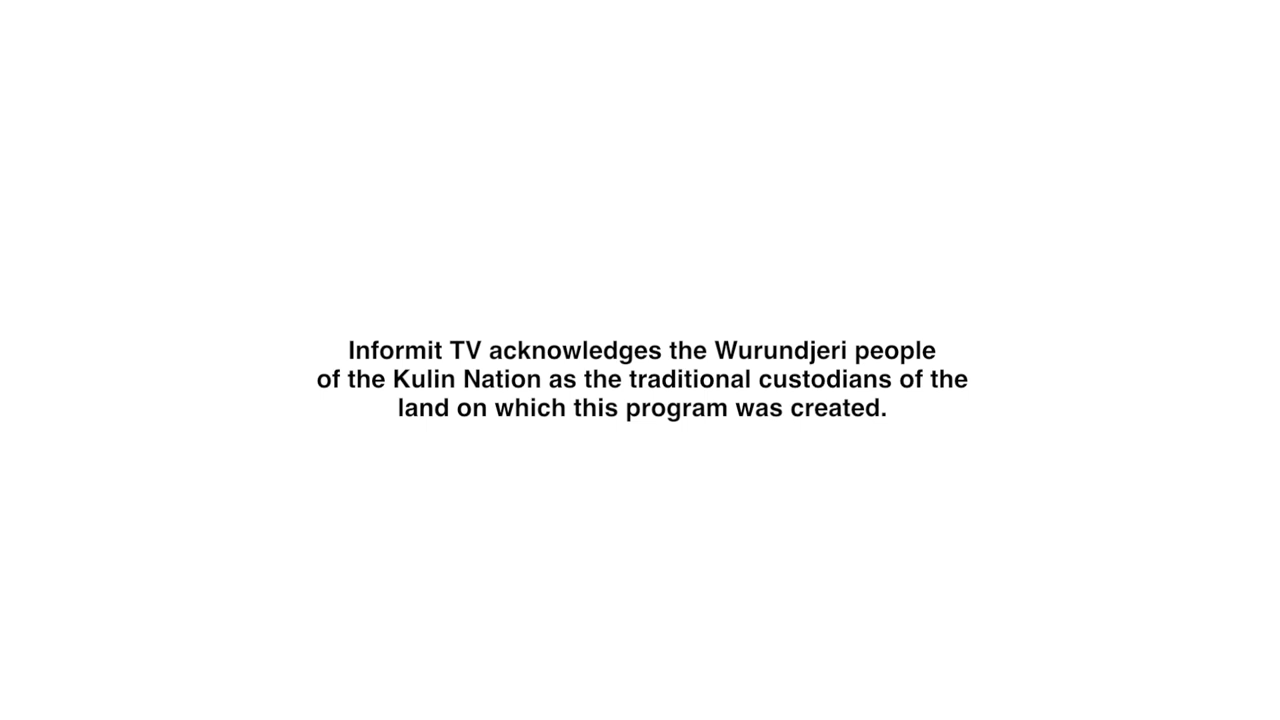 Informit TV acknowledges the Wurundjeri people
of the Kulin Nation as the traditional custodians of the
land on which this program was created.